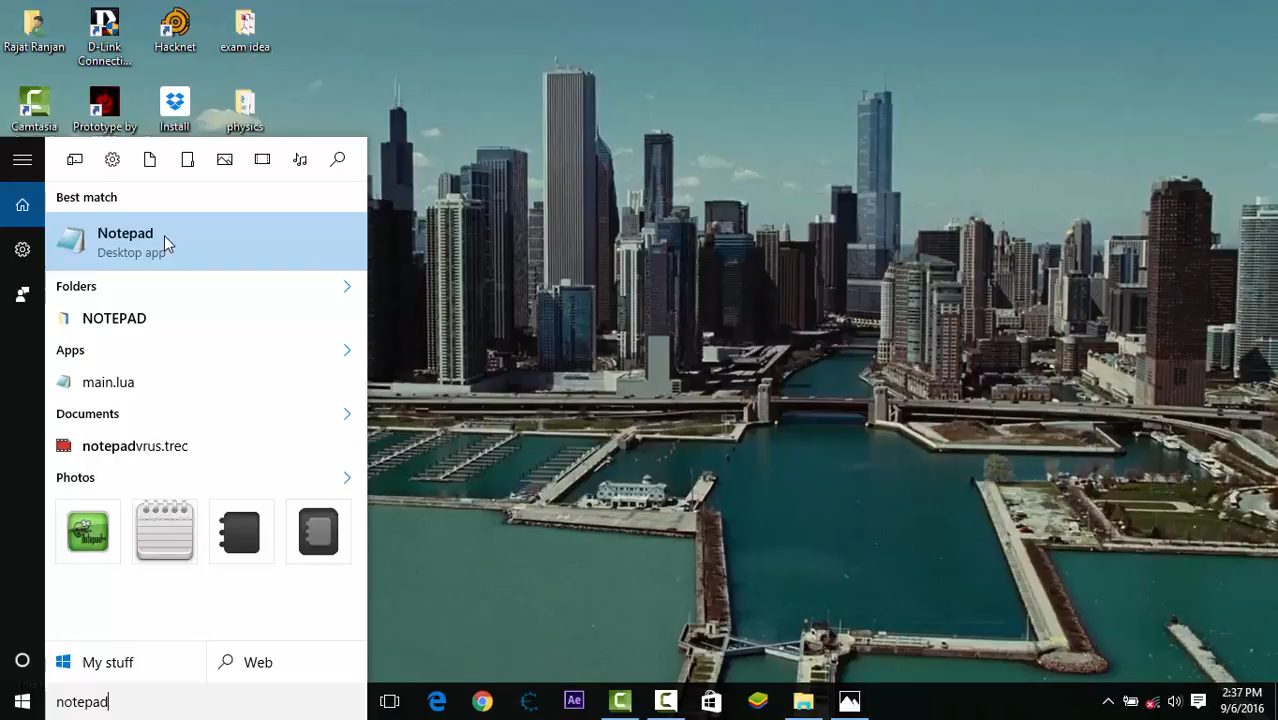 Rajat Ranjan
D-Link
Connecti...
Hacknet
exam idea
Camtasia
Prototype by
Install
physics
Best match
Notepad
Desktop app
Folders
NOTEPAD
Apps
main.lua
Documents
notepadvrus.trec
Photos
My stuff
Web
notepad
Ae
2:37 PM
9/6/2016